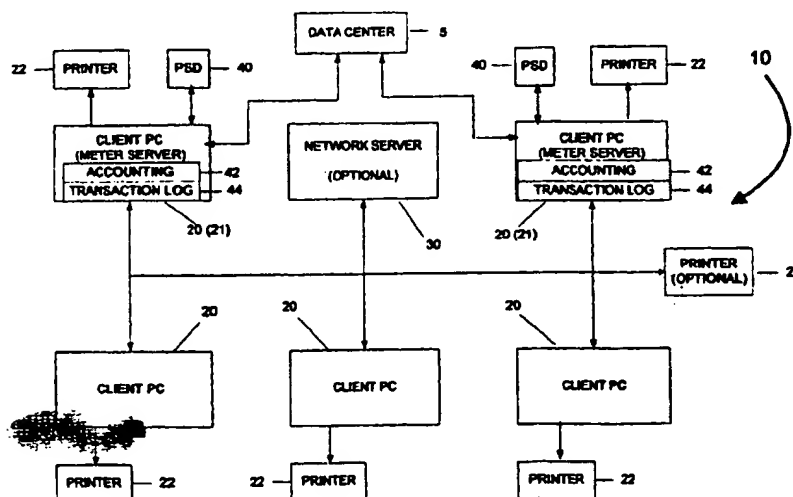 DATA CENTER 5
22 PRINTER
PSD 40
40 PSD
PRINTER 22
10
CLIENT PC
(METER SERVER)
ACCOUNTING 42
TRANSACTION LOG 44
20 (21)
NETWORK SERVER
(OPTIONAL)
30
CLIENT PC
(METER SERVER)
ACCOUNTING 42
TRANSACTION LOG 44
20 (21)
PRINTER
(OPTIONAL)
20
CLIENT PC
20
CLIENT PC
20
CLIENT PC
PRINTER 22
22 PRINTER
PRINTER 22